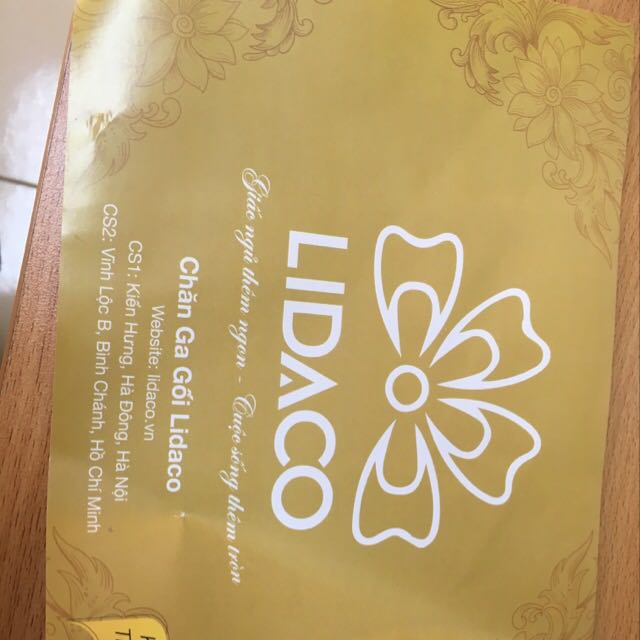 LIDACO
Giấc ngủ thêm ngon - Cuộc sống thêm tròn
Chăn Ga Gối Lidaco
Website: lidaco.vn
CS1: Kiến Hưng, Hà Đông, Hà Nội
CS2: Vĩnh Lộc B, Bình Chánh, Hồ Chí Minh